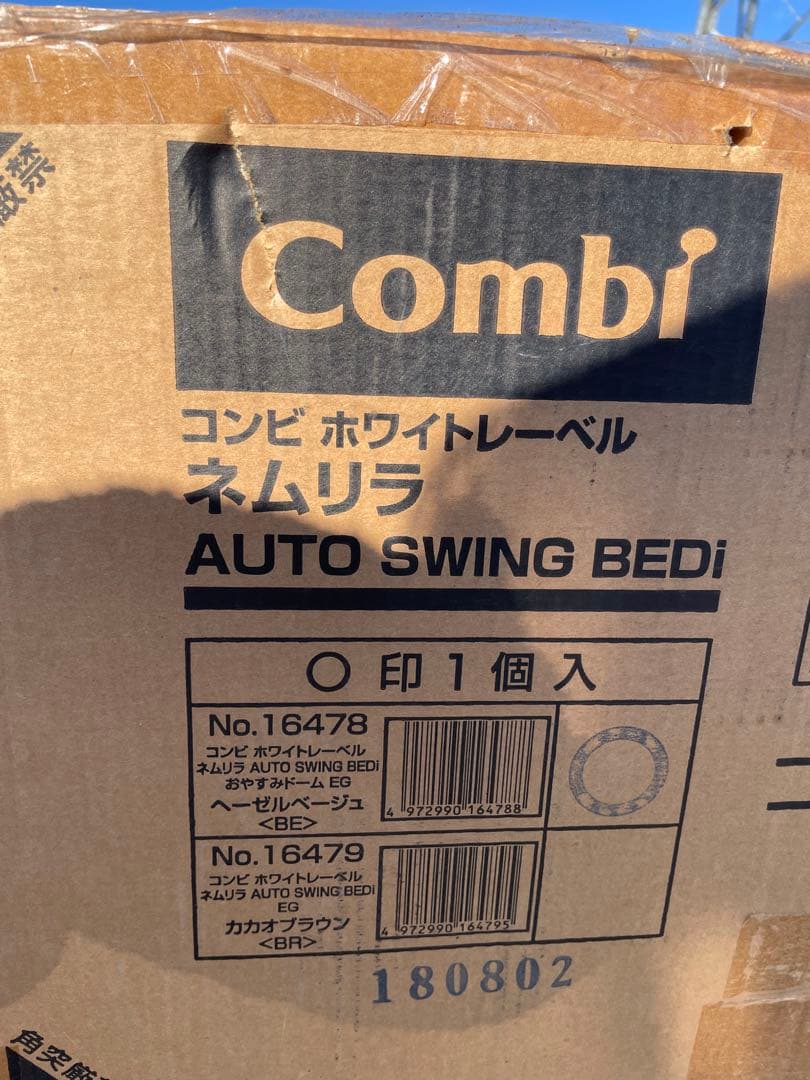 厳禁
Combi
コンビ ホワイトレーベル
ネムリラ
AUTO SWING BEDi
〇 印 1 個 入
No.16478
コンビ ホワイトレーベル
ネムリラ AUTO SWING BEDi
おやすみドーム EG
ヘーゼルベージュ
<BE>
4 972990 164788
No.16479
コンビ ホワイトレーベル
ネムリラ AUTO SWING BEDi
EG
カカオブラウン
<BR>
4 972990 164795
180802
角突厳